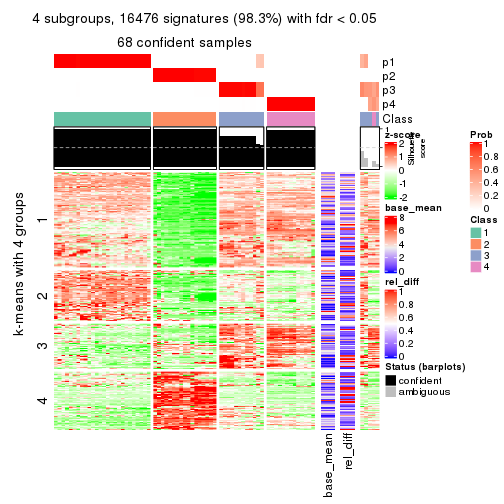 4 subgroups, 16476 signatures (98.3%) with fdr < 0.05
68 confident samples
p1
p2
p3
p4
Class
1
Silhouette
score
k-means with 4 groups
1
2
3
4
base_mean
rel_diff
z-score
2
1
0
-1
-2
base_mean
8
6
4
2
0
rel_diff
1
0.8
0.6
0.4
0.2
0
Status (barplots)
confident
ambiguous
Prob
1
0.8
0.6
0.4
0.2
0
Class
1
2
3
4